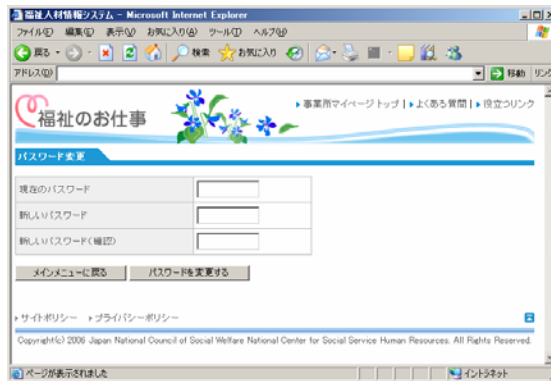 福祉人材情報システム - Microsoft Internet Explorer
ファイル(F) 編集(E) 表示(V) お気に入り(A) ツール(T) ヘルプ(H)
戻る 検索 お気に入り
アドレス(D) 移動 リンク
福祉のお仕事
事業所マイページトップ | よくある質問 | 役立つリンク
パスワード変更
現在のパスワード
新しいパスワード
新しいパスワード(確認)
メインメニューに戻る パスワードを変更する
サイトポリシー プライバシーポリシー
Copyright(c) 2006 Japan National Council of Social Welfare National Center for Social Service Human Resources. All Rights Reserved.
ページが表示されました イントラネット